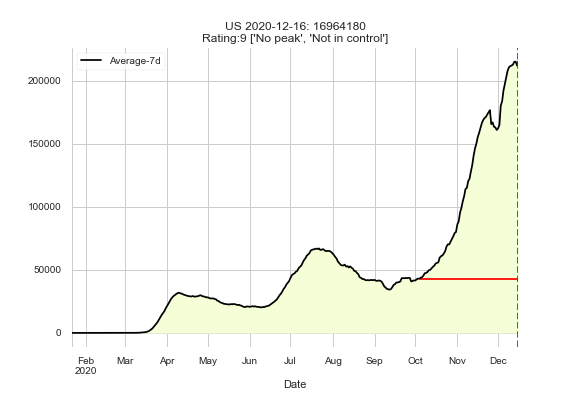 US 2020-12-16: 16964180
Rating:9 ['No peak', 'Not in control']
Average-7d
200000
150000
100000
50000
0
Feb Mar Apr May Jun Jul Aug Sep Oct Nov Dec
2020
Date